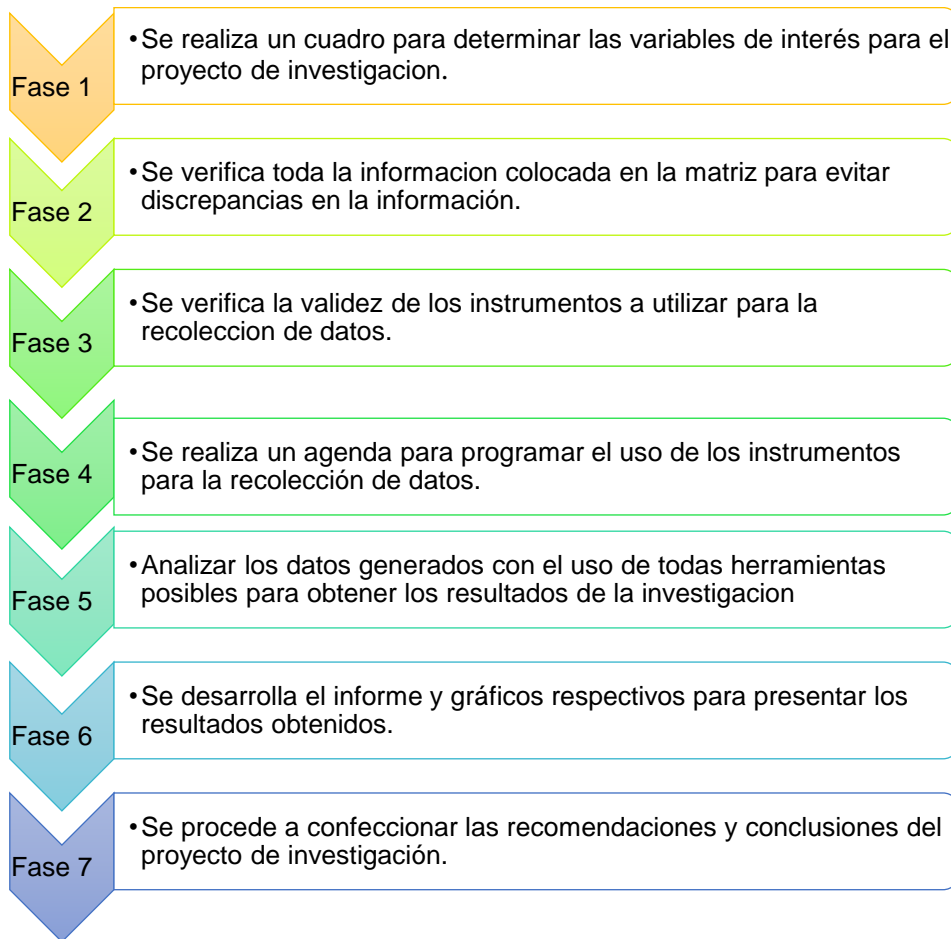 •Se realiza un cuadro para determinar las variables de interés para el
proyecto de investigacion.
Fase 1
•Se verifica toda la informacion colocada en la matriz para evitar
discrepancias en la información.
Fase 2
•Se verifica la validez de los instrumentos a utilizar para la
recoleccion de datos.
Fase 3
•Se realiza un agenda para programar el uso de los instrumentos
para la recolección de datos.
Fase 4
•Analizar los datos generados con el uso de todas herramientas
posibles para obtener los resultados de la investigacion
Fase 5
•Se desarrolla el informe y gráficos respectivos para presentar los
resultados obtenidos.
Fase 6
•Se procede a confeccionar las recomendaciones y conclusiones del
proyecto de investigación.
Fase 7